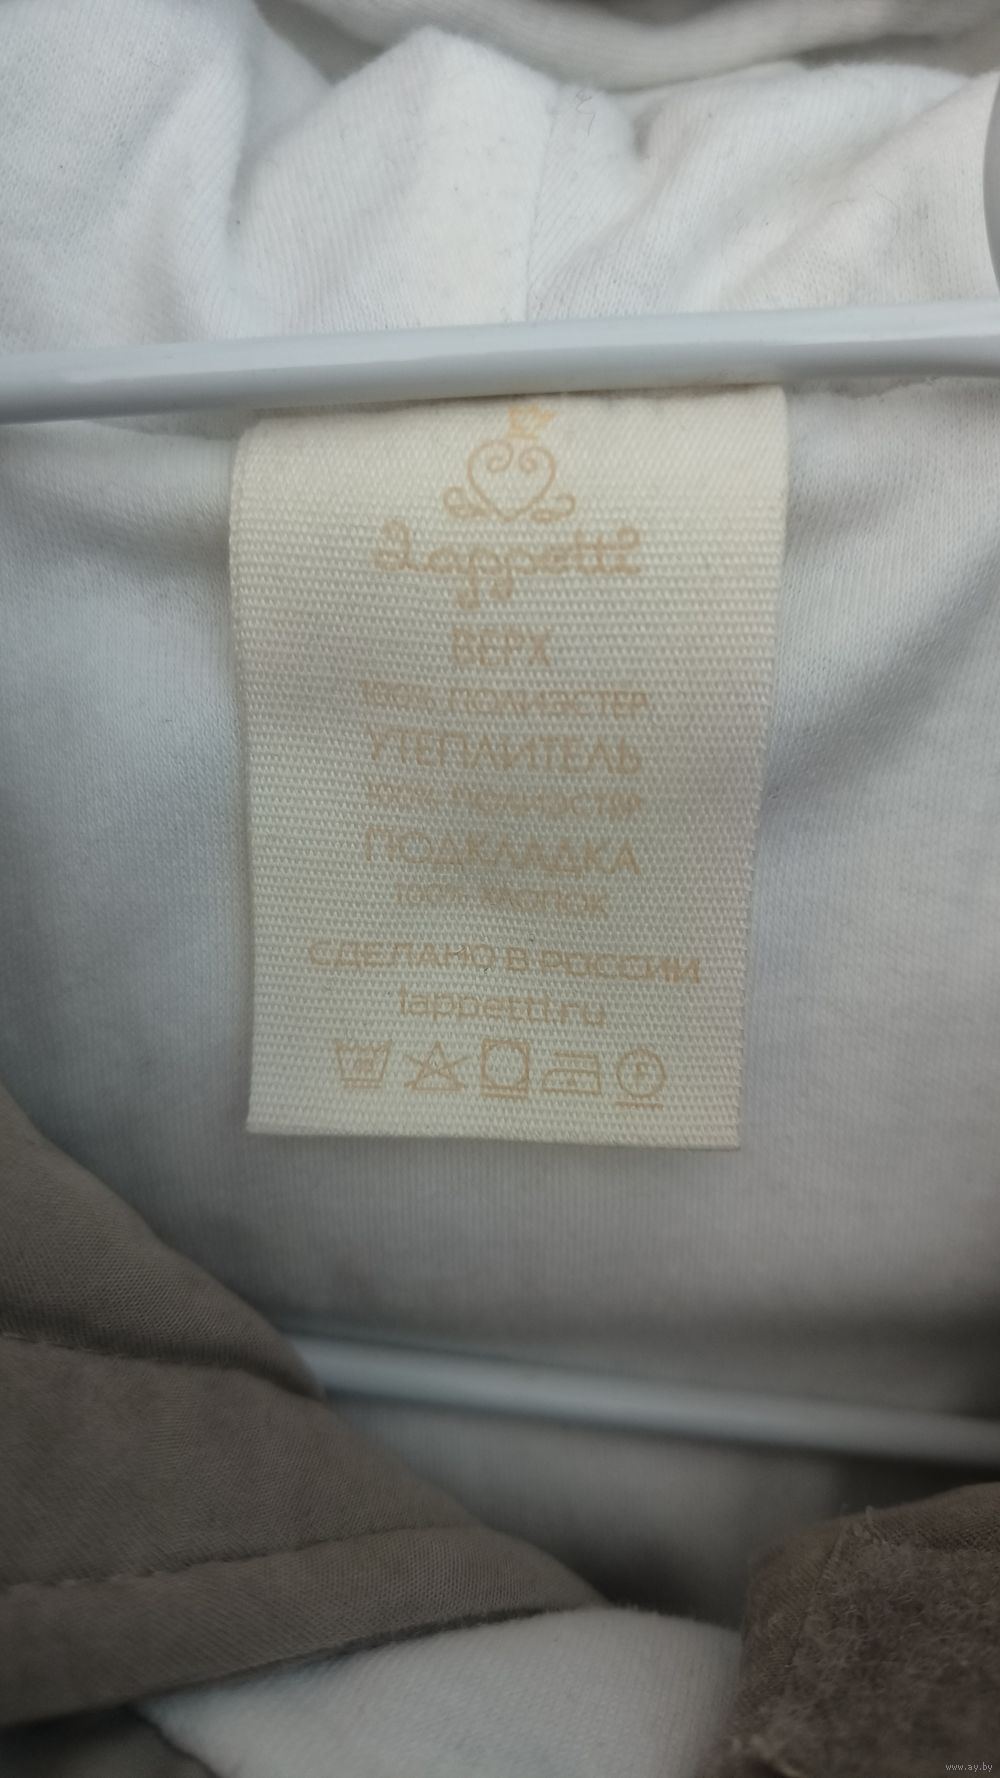 Lappetti
ВЕРХ
100% ПОЛИЭСТЕР
УТЕПЛИТЕЛЬ
100% ПОЛИЭСТЕР
ПОДКЛАДКА
100% ХЛОПОК
СДЕЛАНО В РОССИИ
lappetti.ru
P
www.ay.by